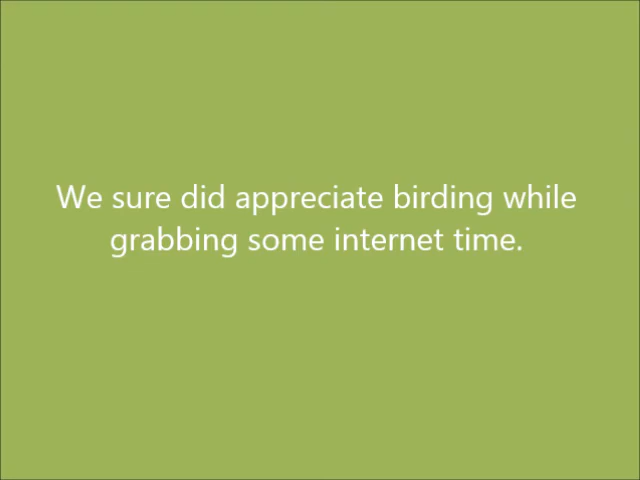 We sure did appreciate birding while
grabbing some internet time.